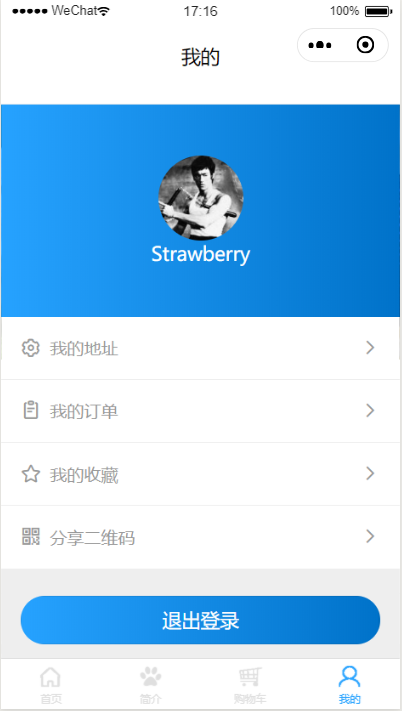 WeChat 17:16 100%
我的
Strawberry
我的地址
我的订单
我的收藏
分享二维码
退出登录
首页 简介 购物车 我的